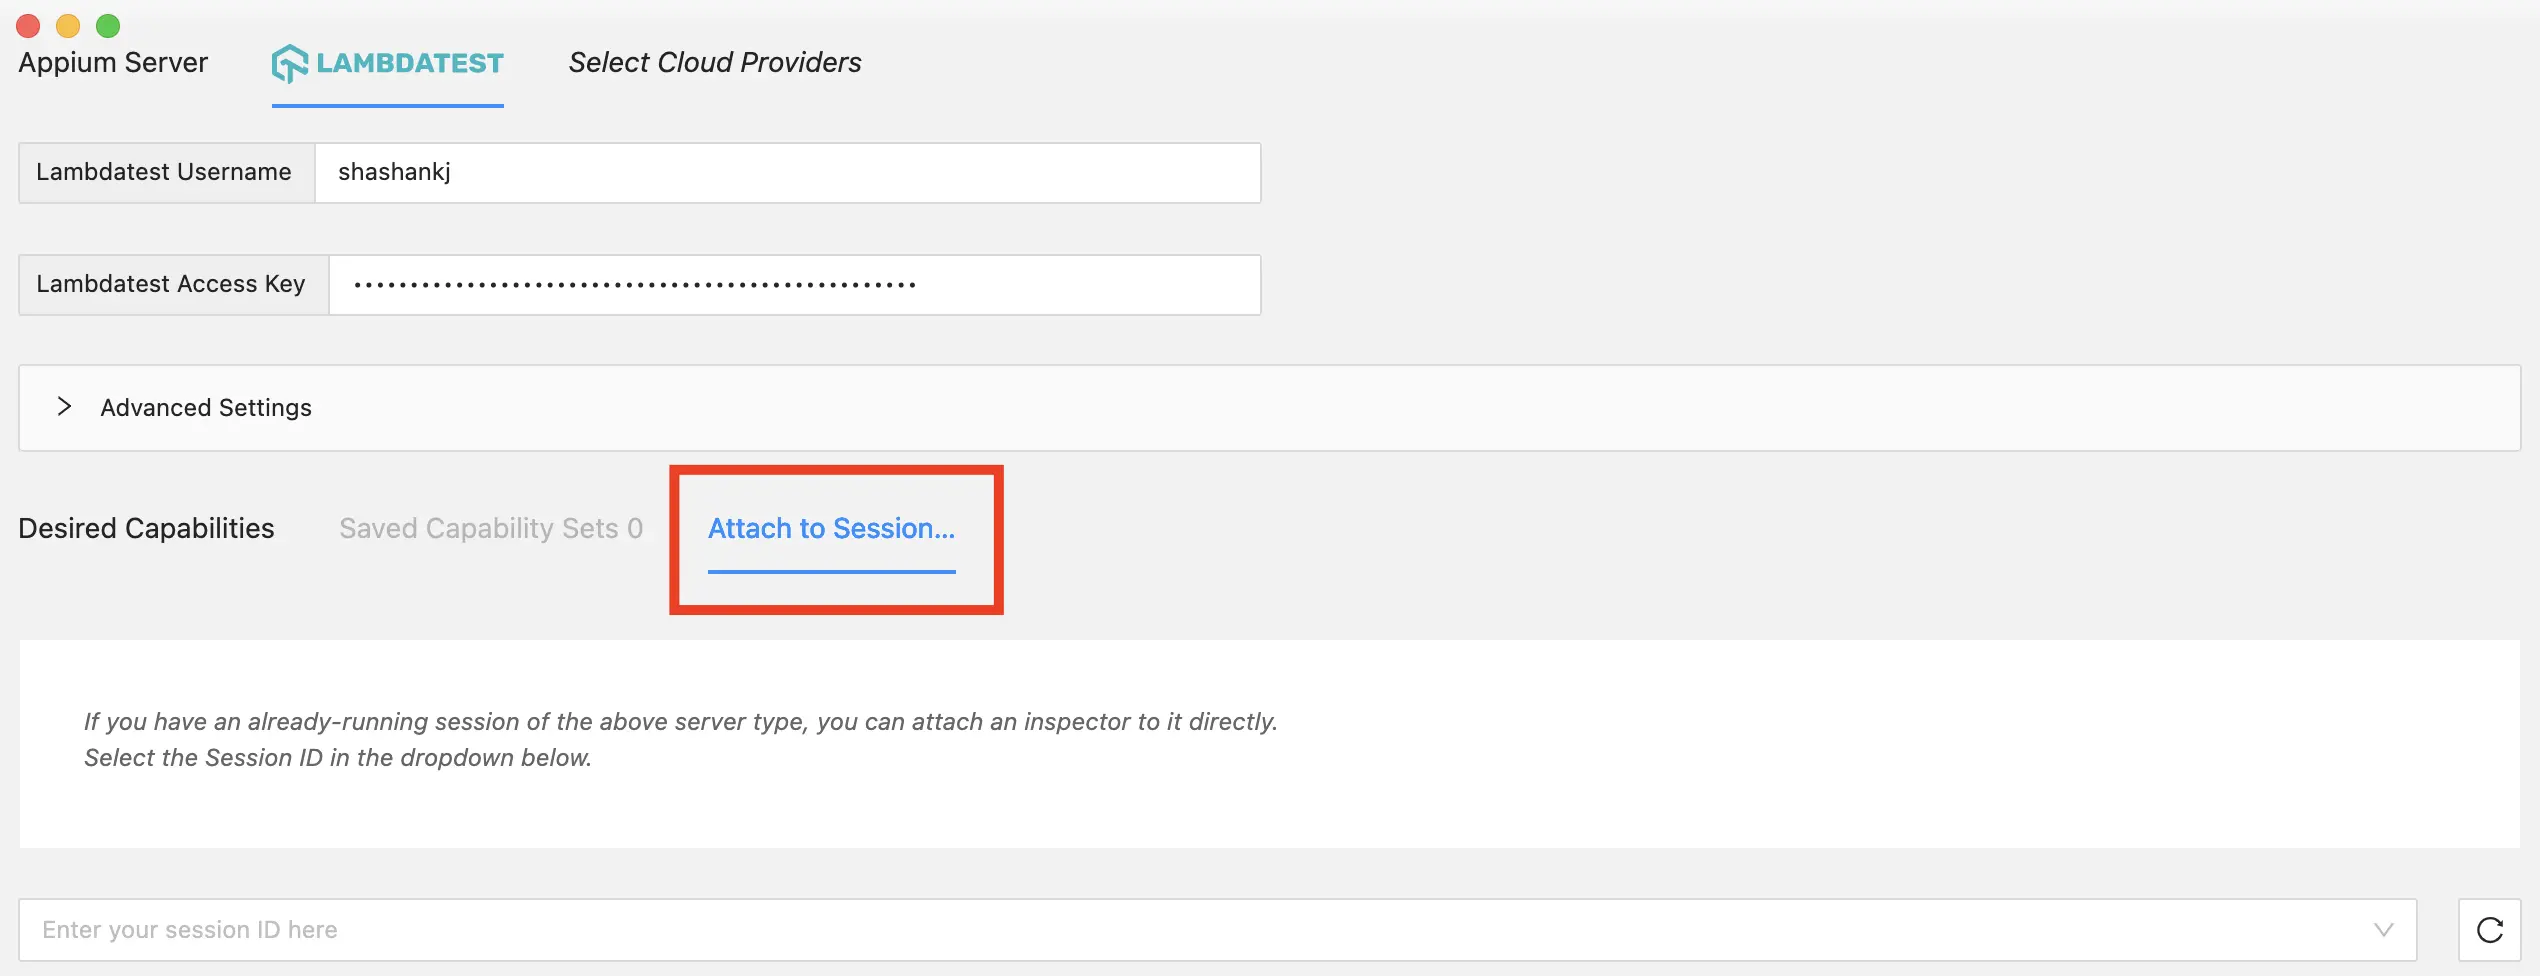 Appium Server LAMBDATEST Select Cloud Providers
Lambdatest Username shashankj
Lambdatest Access Key ••••••••••••••••••••••••••••••••••••••••••••••••••
Advanced Settings
Desired Capabilities Saved Capability Sets 0 Attach to Session...
If you have an already-running session of the above server type, you can attach an inspector to it directly.
Select the Session ID in the dropdown below.
Enter your session ID here